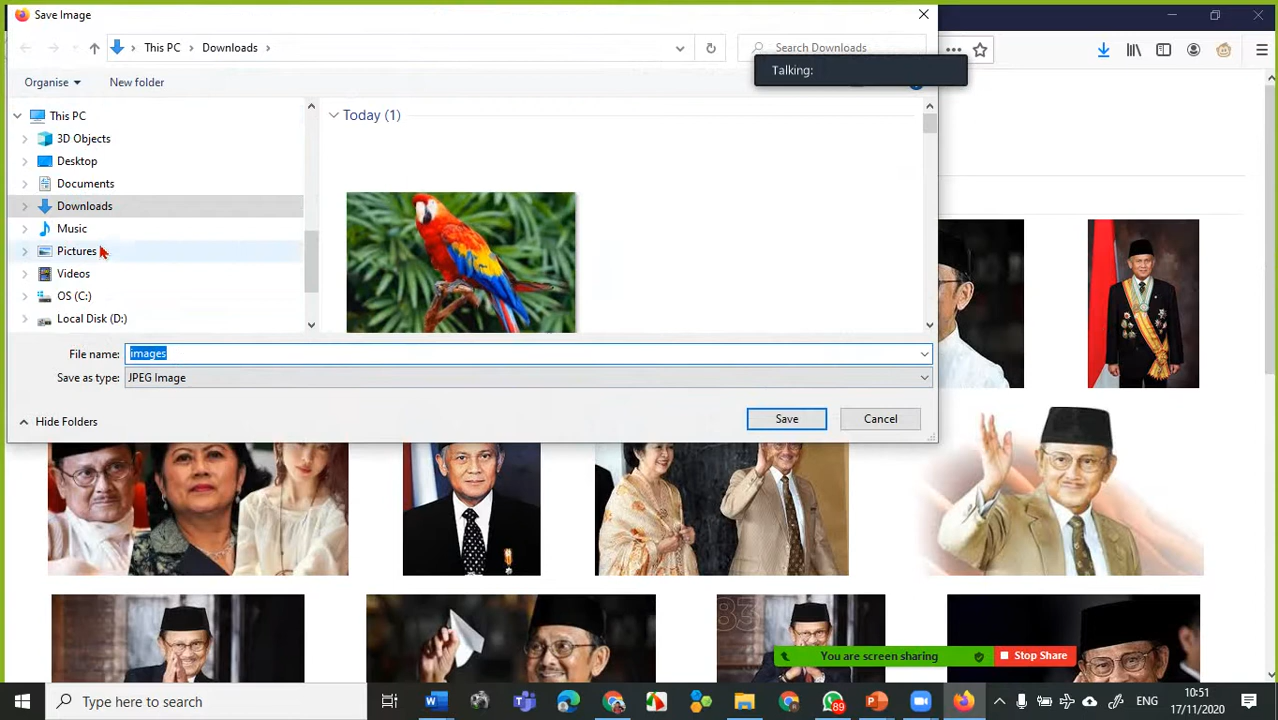 Save Image
This PC
Downloads
Search Downloads
Talking:
Organise
New folder
This PC
3D Objects
Desktop
Documents
Downloads
Music
Pictures
Videos
OS (C:)
Local Disk (D:)
Today (1)
File name:
images
Save as type:
JPEG Image
Hide Folders
Save
Cancel
83
You are screen sharing
Stop Share
Type here to search
89
ENG
10:51
17/11/2020